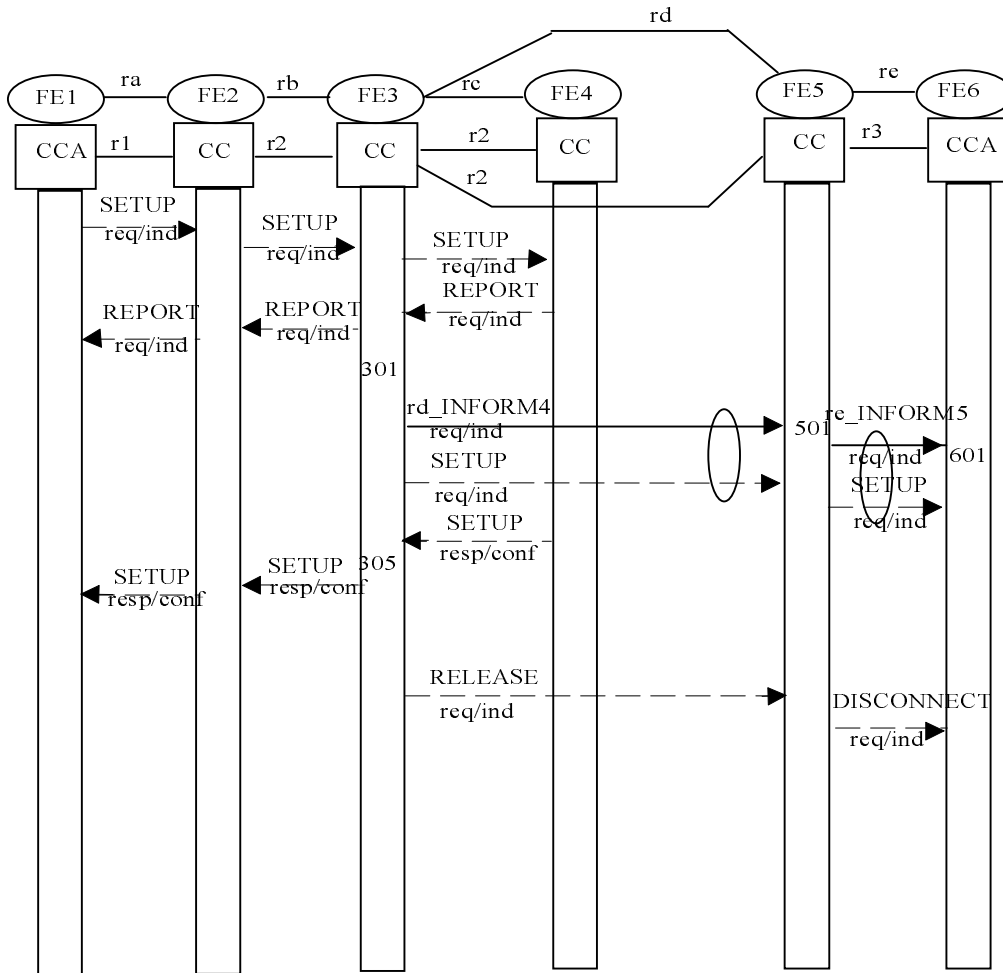 rd
ra
rb
rc
re
FE1
FE2
FE3
FE4
FE5
FE6
r1
r2
r2
r3
CCA
CC
CC
CC
CC
CCA
r2
SETUP
req/ind
SETUP
req/ind
SETUP
req/ind
REPORT
req/ind
REPORT
req/ind
REPORT
req/ind
301
rd_INFORM4
req/ind
501
re_INFORM5
req/ind
601
SETUP
req/ind
SETUP
req/ind
SETUP
resp/conf
305
SETUP
resp/conf
SETUP
resp/conf
RELEASE
req/ind
DISCONNECT
req/ind